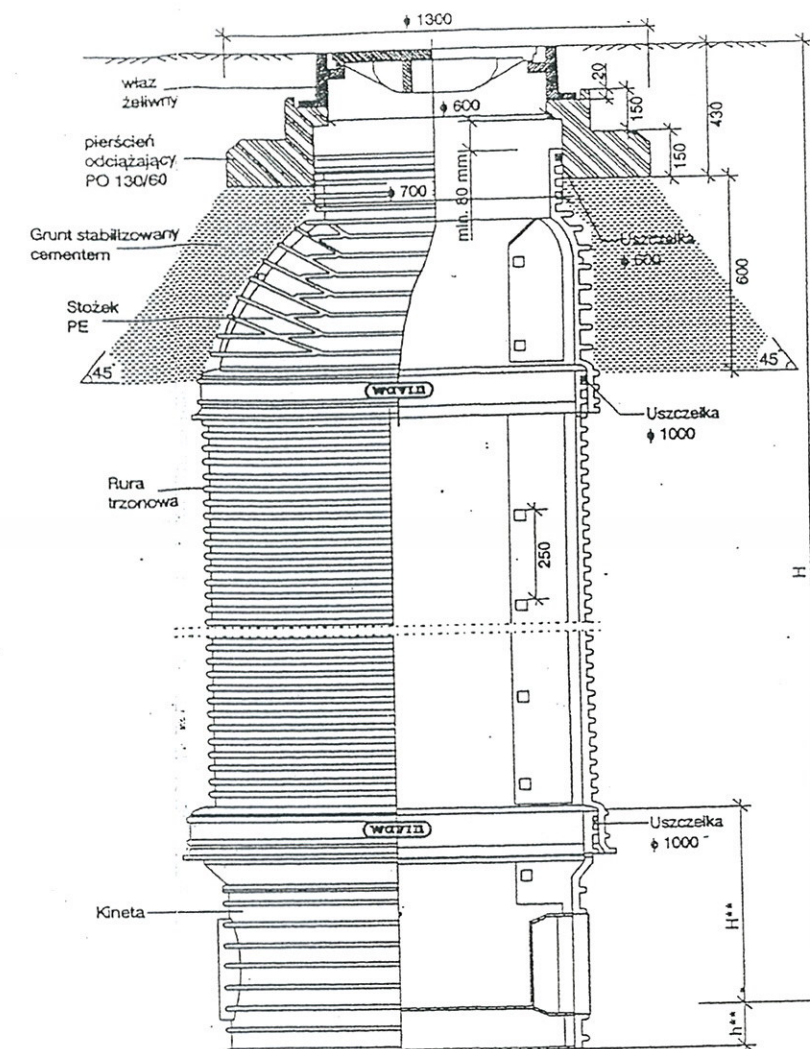 ϕ 1300
właz
żeliwny
20
ϕ 600
150
430
pierścień
odciążający
PO 130/60
150
ϕ 700
min. 80 mm
Grunt stabilizowany
cementem
Uszczelka
ϕ 600
600
Stożek
PE
45°
45°
WAVIN
Uszczelka
ϕ 1000
Rura
trzonowa
250
H
WAVIN
Uszczelka
ϕ 1000
Kineta
H**
h**